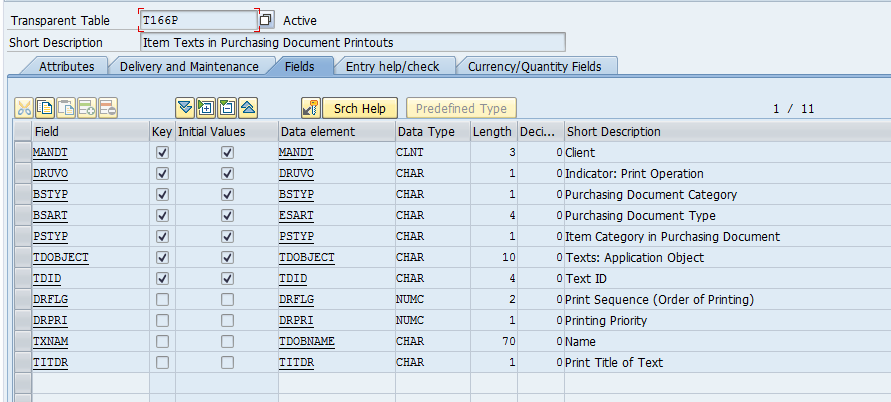 Transparent Table T166P Active
Short Description Item Texts in Purchasing Document Printouts
Attributes Delivery and Maintenance Fields Entry help/check Currency/Quantity Fields
Srch Help Predefined Type 1 / 11
Field Key Initial Values Data element Data Type Length Deci... Short Description
MANDT MANDT CLNT 3 0 Client
DRUVO DRUVO CHAR 1 0 Indicator: Print Operation
BSTYP BSTYP CHAR 1 0 Purchasing Document Category
BSART ESART CHAR 4 0 Purchasing Document Type
PSTYP PSTYP CHAR 1 0 Item Category in Purchasing Document
TDOBJECT TDOBJECT CHAR 10 0 Texts: Application Object
TDID TDID CHAR 4 0 Text ID
DRFLG DRFLG NUMC 2 0 Print Sequence (Order of Printing)
DRPRI DRPRI NUMC 1 0 Printing Priority
TXNAM TDOBNAME CHAR 70 0 Name
TITDR TITDR CHAR 1 0 Print Title of Text